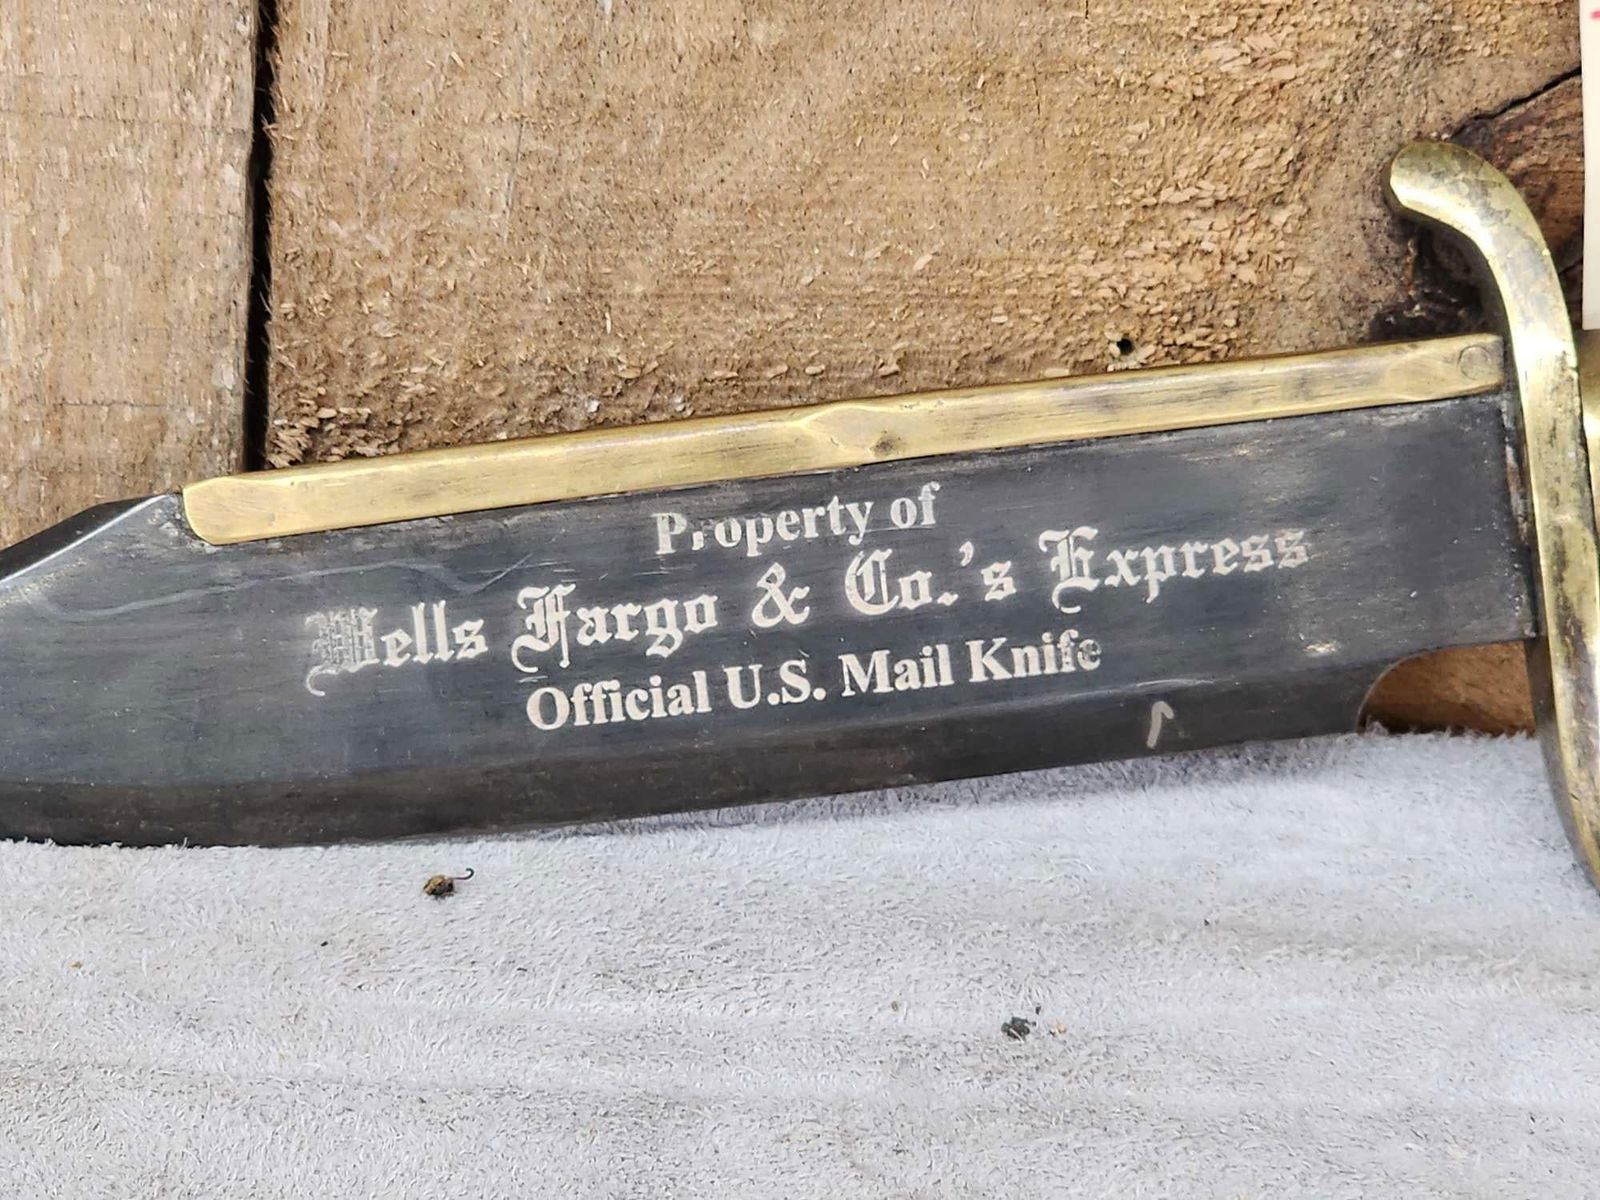 Property of
Wells Fargo & Co.'s Express
Official U.S. Mail Knife